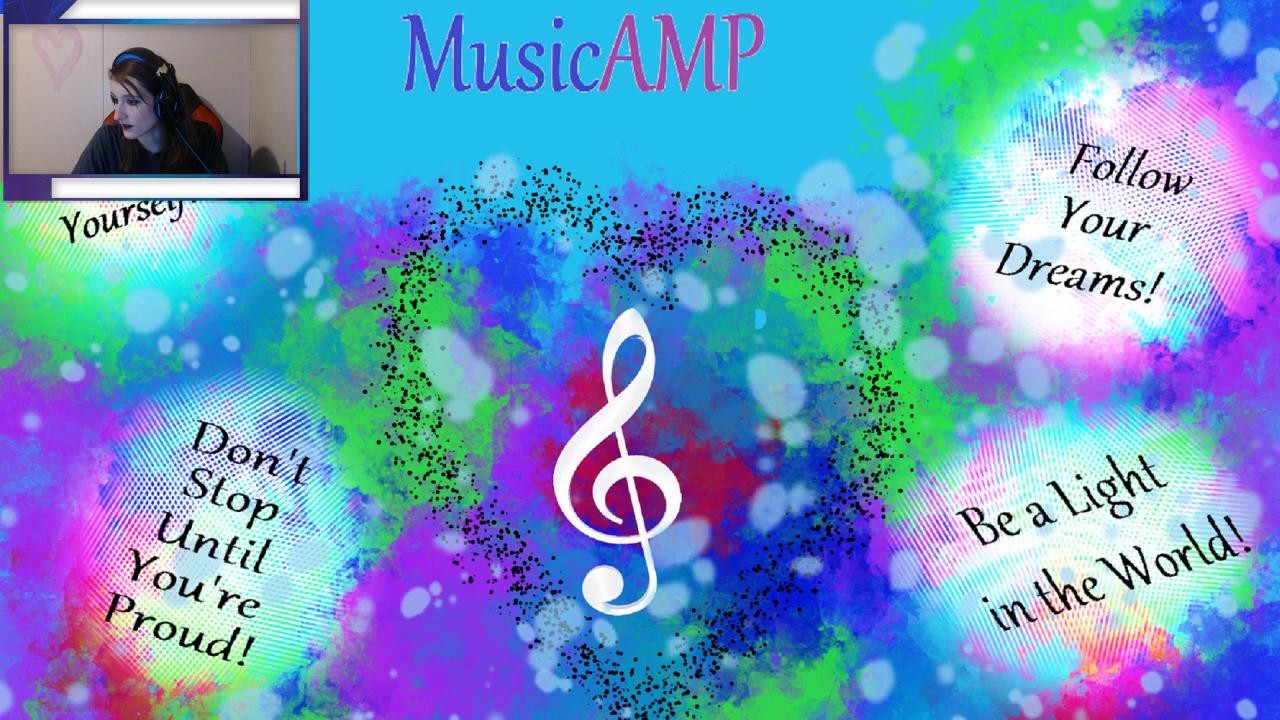 MusicAMP
Follow
Your
Dreams!
Don't
Stop
Until
You're
Proud!
Be a Light
in the World!